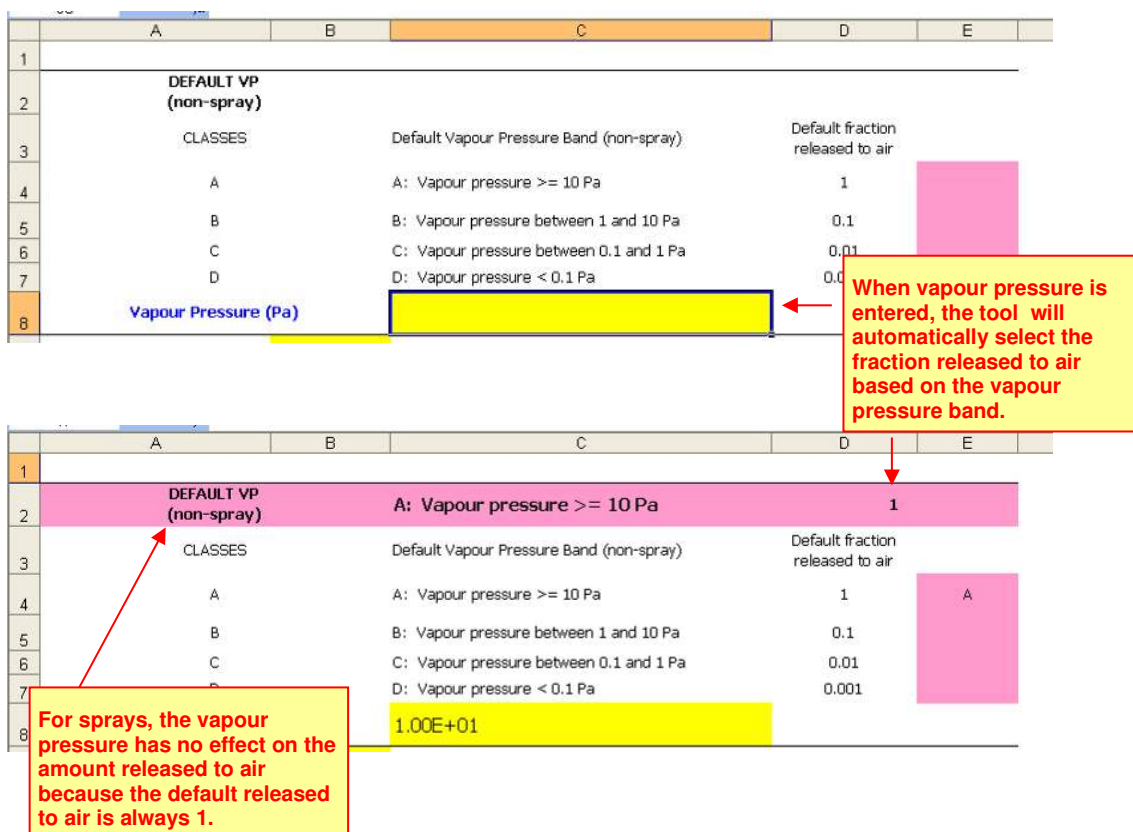 A B C D E
1
2 DEFAULT VP
(non-spray)
3 CLASSES Default Vapour Pressure Band (non-spray) Default fraction
released to air
4 A A: Vapour pressure >= 10 Pa 1
5 B B: Vapour pressure between 1 and 10 Pa 0.1
6 C C: Vapour pressure between 0.1 and 1 Pa 0.01
7 D D: Vapour pressure < 0.1 Pa
8 Vapour Pressure (Pa)
When vapour pressure is
entered, the tool will
automatically select the
fraction released to air
based on the vapour
pressure band.
A B C D E
1
2 DEFAULT VP
(non-spray) A: Vapour pressure >= 10 Pa 1
3 CLASSES Default Vapour Pressure Band (non-spray) Default fraction
released to air
4 A A: Vapour pressure >= 10 Pa 1 A
5 B B: Vapour pressure between 1 and 10 Pa 0.1
6 C C: Vapour pressure between 0.1 and 1 Pa 0.01
7 D: Vapour pressure < 0.1 Pa 0.001
8 1.00E+01
For sprays, the vapour
pressure has no effect on the
amount released to air
because the default released
to air is always 1.